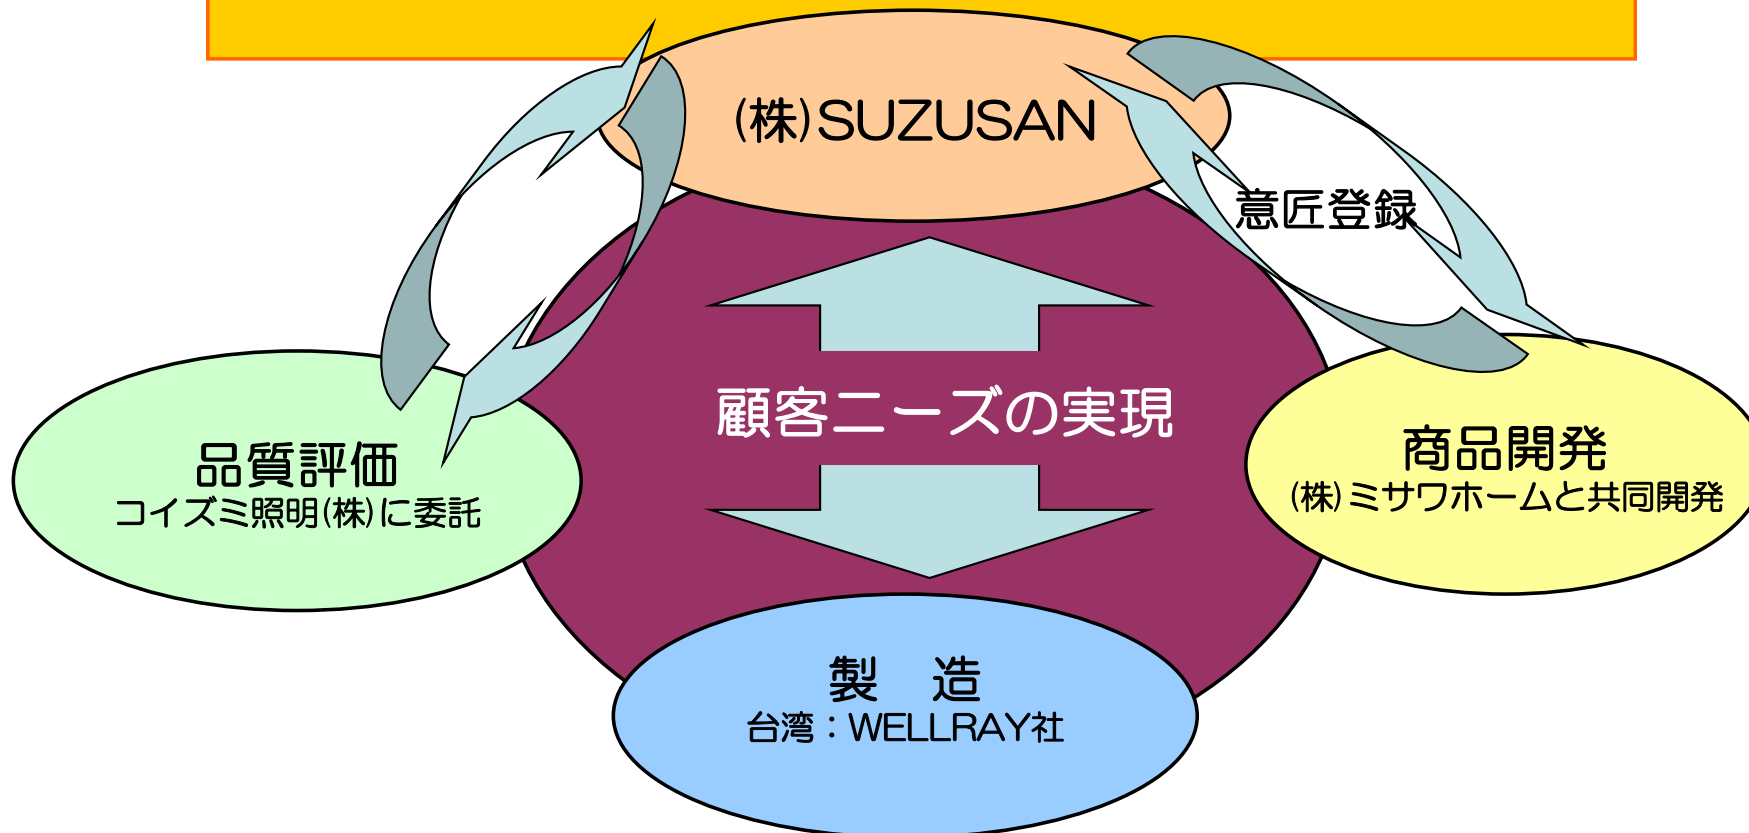 (株)SUZUSAN
意匠登録
顧客ニーズの実現
品質評価
コイズミ照明(株)に委託
商品開発
(株)ミサワホームと共同開発
製　造
台湾：WELLRAY社